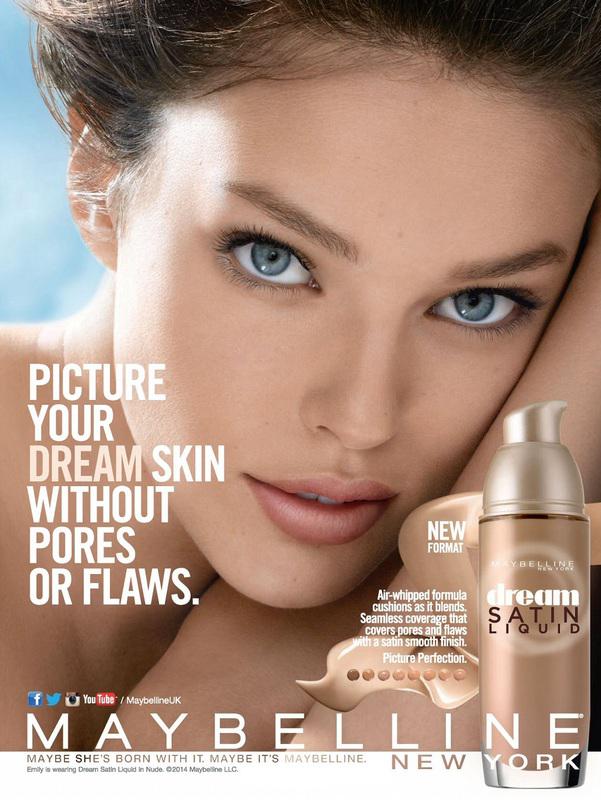 PICTURE
YOUR
DREAM SKIN
WITHOUT
PORES
OR FLAWS.
NEW
FORMAT
Air-whipped formula
cushions as it blends.
Seamless coverage that
covers pores and flaws
with a satin smooth finish.
Picture Perfection.
MAYBELLINE
NEW YORK
dream
SATIN
LIQUID
You Tube / MaybellineUK
MAYBELLINE®
NEW YORK
MAYBE SHE'S BORN WITH IT. MAYBE IT'S MAYBELLINE.
Emily is wearing Dream Satin Liquid in Nude. ©2014 Maybelline LLC.